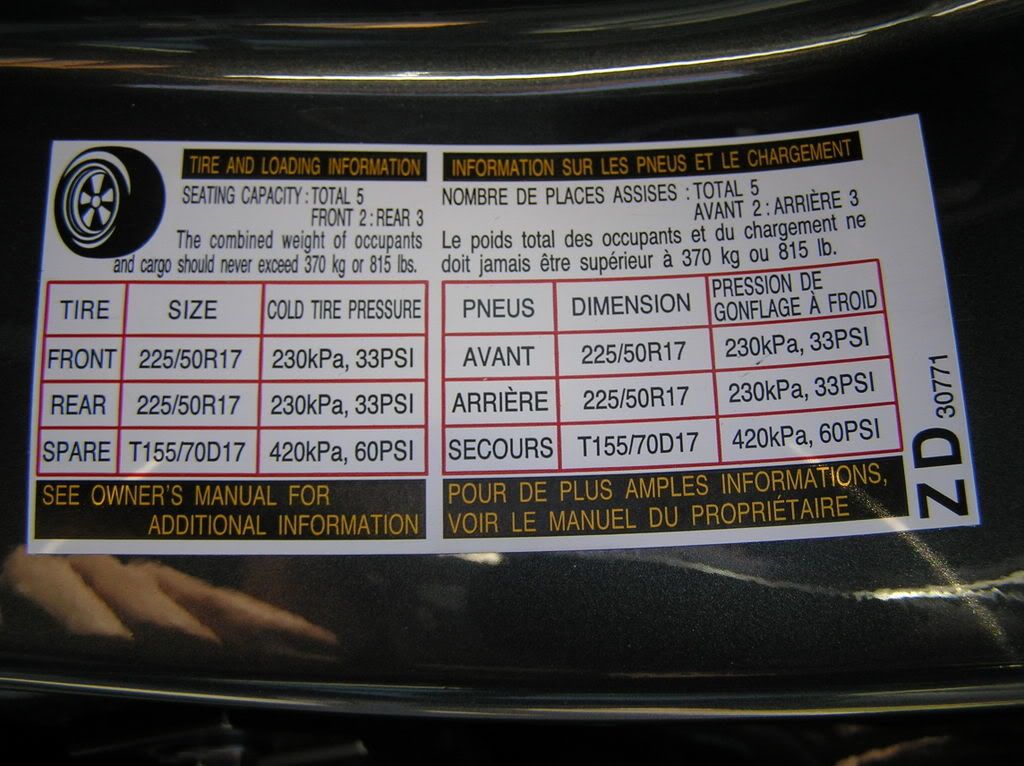 TIRE AND LOADING INFORMATION
SEATING CAPACITY : TOTAL 5
FRONT 2 : REAR 3
The combined weight of occupants
and cargo should never exceed 370 kg or 815 lbs.
TIRE SIZE COLD TIRE PRESSURE
FRONT 225/50R17 230kPa, 33PSI
REAR 225/50R17 230kPa, 33PSI
SPARE T155/70D17 420kPa, 60PSI
SEE OWNER'S MANUAL FOR
ADDITIONAL INFORMATION
INFORMATION SUR LES PNEUS ET LE CHARGEMENT
NOMBRE DE PLACES ASSISES : TOTAL 5
AVANT 2 : ARRIÈRE 3
Le poids total des occupants et du chargement ne
doit jamais être supérieur à 370 kg ou 815 lb.
PNEUS DIMENSION PRESSION DE
GONFLAGE À FROID
AVANT 225/50R17 230kPa, 33PSI
ARRIÈRE 225/50R17 230kPa, 33PSI
SECOURS T155/70D17 420kPa, 60PSI
POUR DE PLUS AMPLES INFORMATIONS,
VOIR LE MANUEL DU PROPRIÉTAIRE
ZD 30771